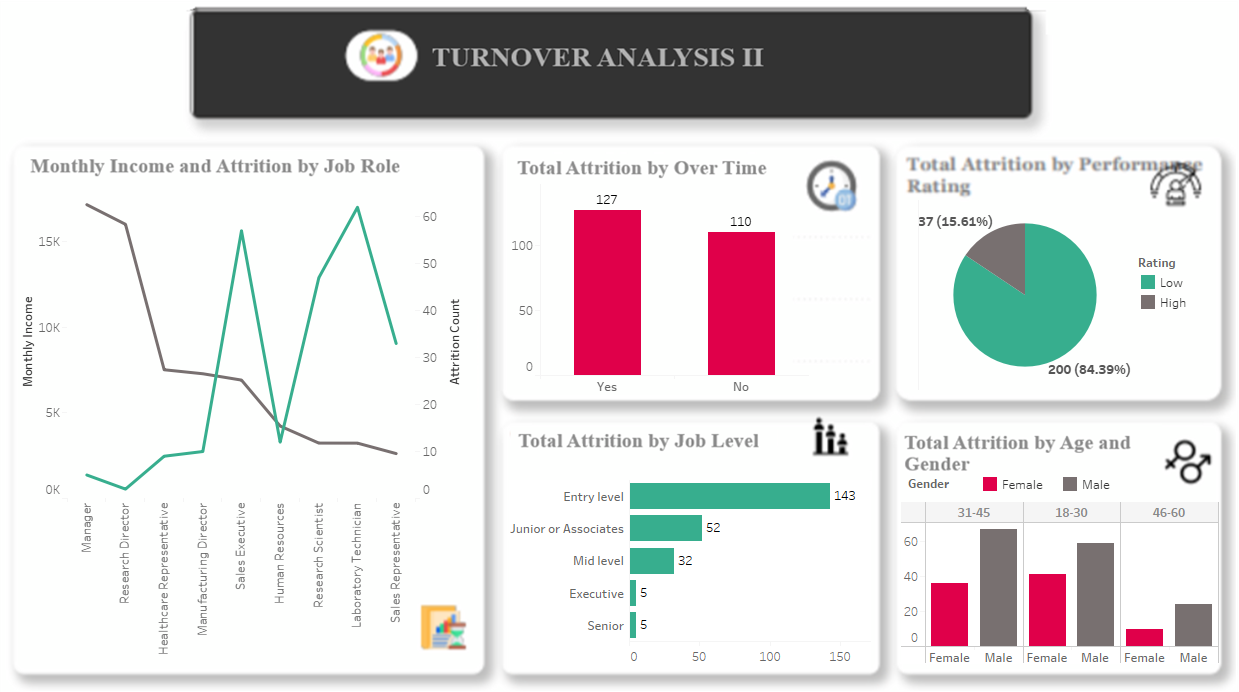 TURNOVER ANALYSIS II
Monthly Income and Attrition by Job Role
Monthly Income
15K
10K
5K
0K
Attrition Count
60
50
40
30
20
10
0
Manager
Research Director
Healthcare Representative
Manufacturing Director
Sales Executive
Human Resources
Research Scientist
Laboratory Technician
Sales Representative
Total Attrition by Over Time
OT
127
110
100
50
0
Yes
No
Total Attrition by Performance
Rating
37 (15.61%)
200 (84.39%)
Rating
Low
High
Total Attrition by Job Level
Entry level
143
Junior or Associates
52
Mid level
32
Executive
5
Senior
5
0
50
100
150
Total Attrition by Age and
Gender
Gender
Female
Male
31-45
18-30
46-60
60
40
20
0
Female
Male
Female
Male
Female
Male